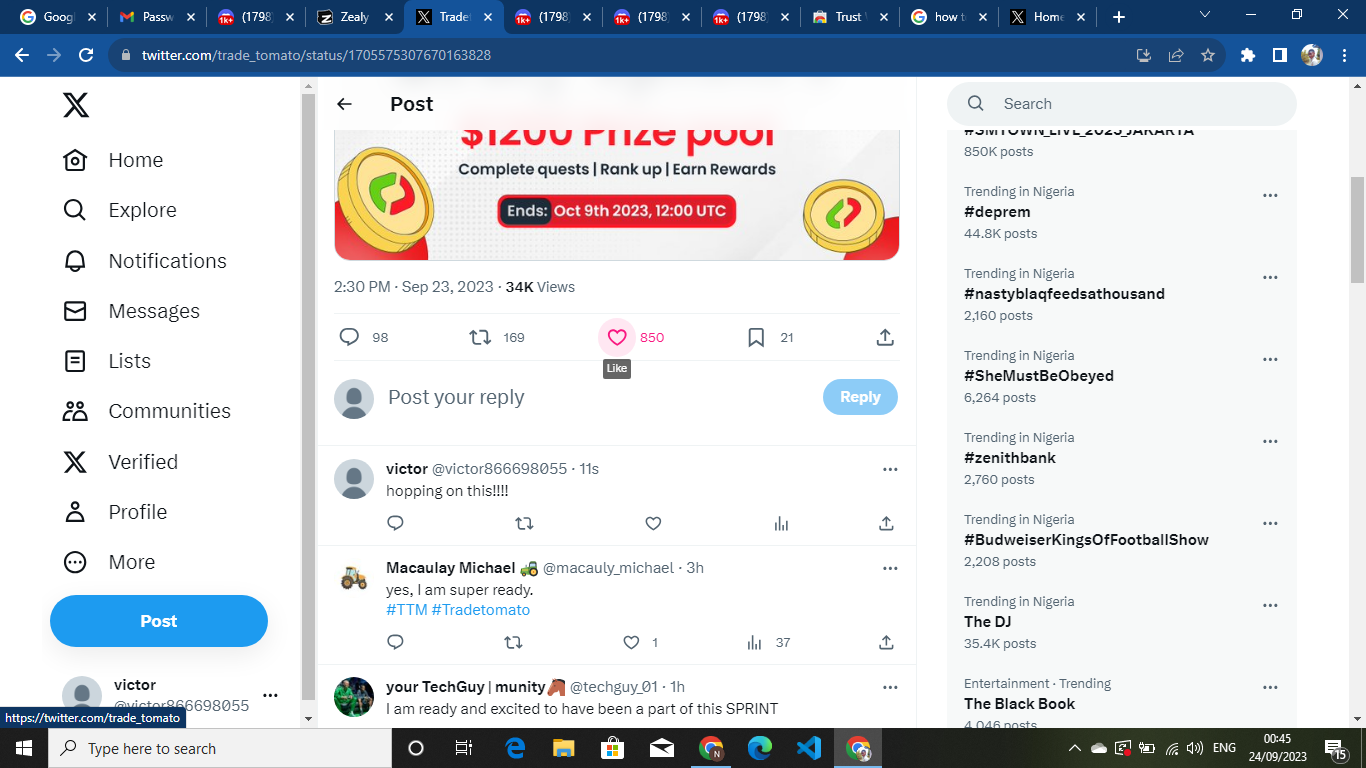 Googl
Passw
(1798)
Zealy
Tradet
(1798)
(1798)
(1798)
Trust
how t
Home
twitter.com/trade_tomato/status/1705575307670163828
Home
Explore
Notifications
Messages
Lists
Communities
Verified
Profile
More
Post
victor
@victor866698055
https://twitter.com/trade_tomato
Post
$1200 Prize pool
Complete quests | Rank up | Earn Rewards
Ends: Oct 9th 2023, 12:00 UTC
2:30 PM · Sep 23, 2023 · 34K Views
98 169 850 21
Like
Post your reply
Reply
victor @victor866698055 · 11s
hopping on this!!!!
Macaulay Michael 🚜 @macauly_michael · 3h
yes, I am super ready.
#TTM #Tradetomato
1 37
your TechGuy | munity🐴 @techguy_01 · 1h
I am ready and excited to have been a part of this SPRINT
Search
#SMTOWN_LIVE_2023_JAKARTA
850K posts
Trending in Nigeria
#deprem
44.8K posts
Trending in Nigeria
#nastyblaqfeedsathousand
2,160 posts
Trending in Nigeria
#SheMustBeObeyed
6,264 posts
Trending in Nigeria
#zenithbank
2,760 posts
Trending in Nigeria
#BudweiserKingsOfFootballShow
2,208 posts
Trending in Nigeria
The DJ
35.4K posts
Entertainment · Trending
The Black Book
4,046 posts
Type here to search
ENG
00:45
24/09/2023
15